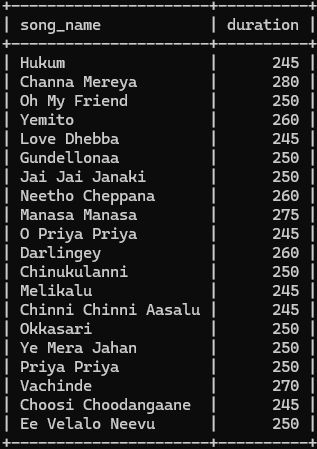 +----------------------+----------+
| song_name            | duration |
+----------------------+----------+
| Hukum                |      245 |
| Channa Mereya        |      280 |
| Oh My Friend         |      250 |
| Yemito               |      260 |
| Love Dhebba          |      245 |
| Gundellonaa          |      250 |
| Jai Jai Janaki       |      250 |
| Neetho Cheppana      |      260 |
| Manasa Manasa        |      275 |
| O Priya Priya        |      245 |
| Darlingey            |      260 |
| Chinukulanni         |      250 |
| Melikalu             |      245 |
| Chinni Chinni Aasalu |      245 |
| Okkasari             |      250 |
| Ye Mera Jahan        |      250 |
| Priya Priya          |      250 |
| Vachinde             |      270 |
| Choosi Choodangaane  |      245 |
| Ee Velalo Neevu      |      250 |
+----------------------+----------+